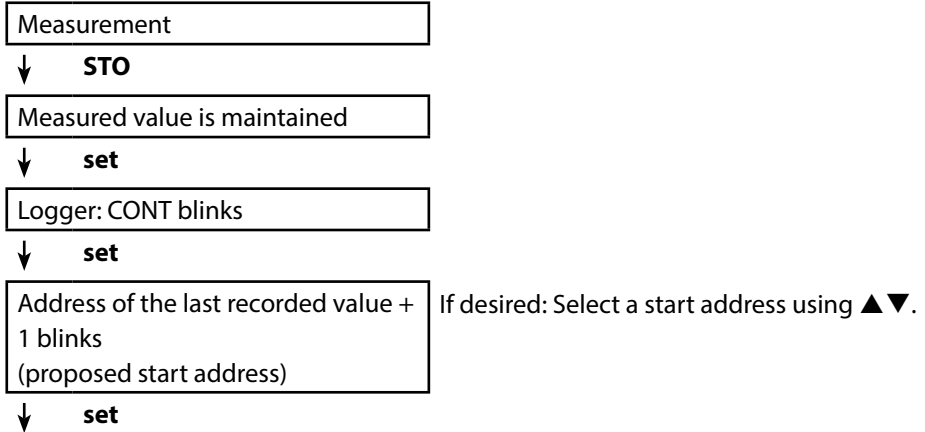 Measurement
↓ STO
Measured value is maintained
↓ set
Logger: CONT blinks
↓ set
Address of the last recorded value +
1 blinks
(proposed start address)
If desired: Select a start address using ▲▼.
↓ set